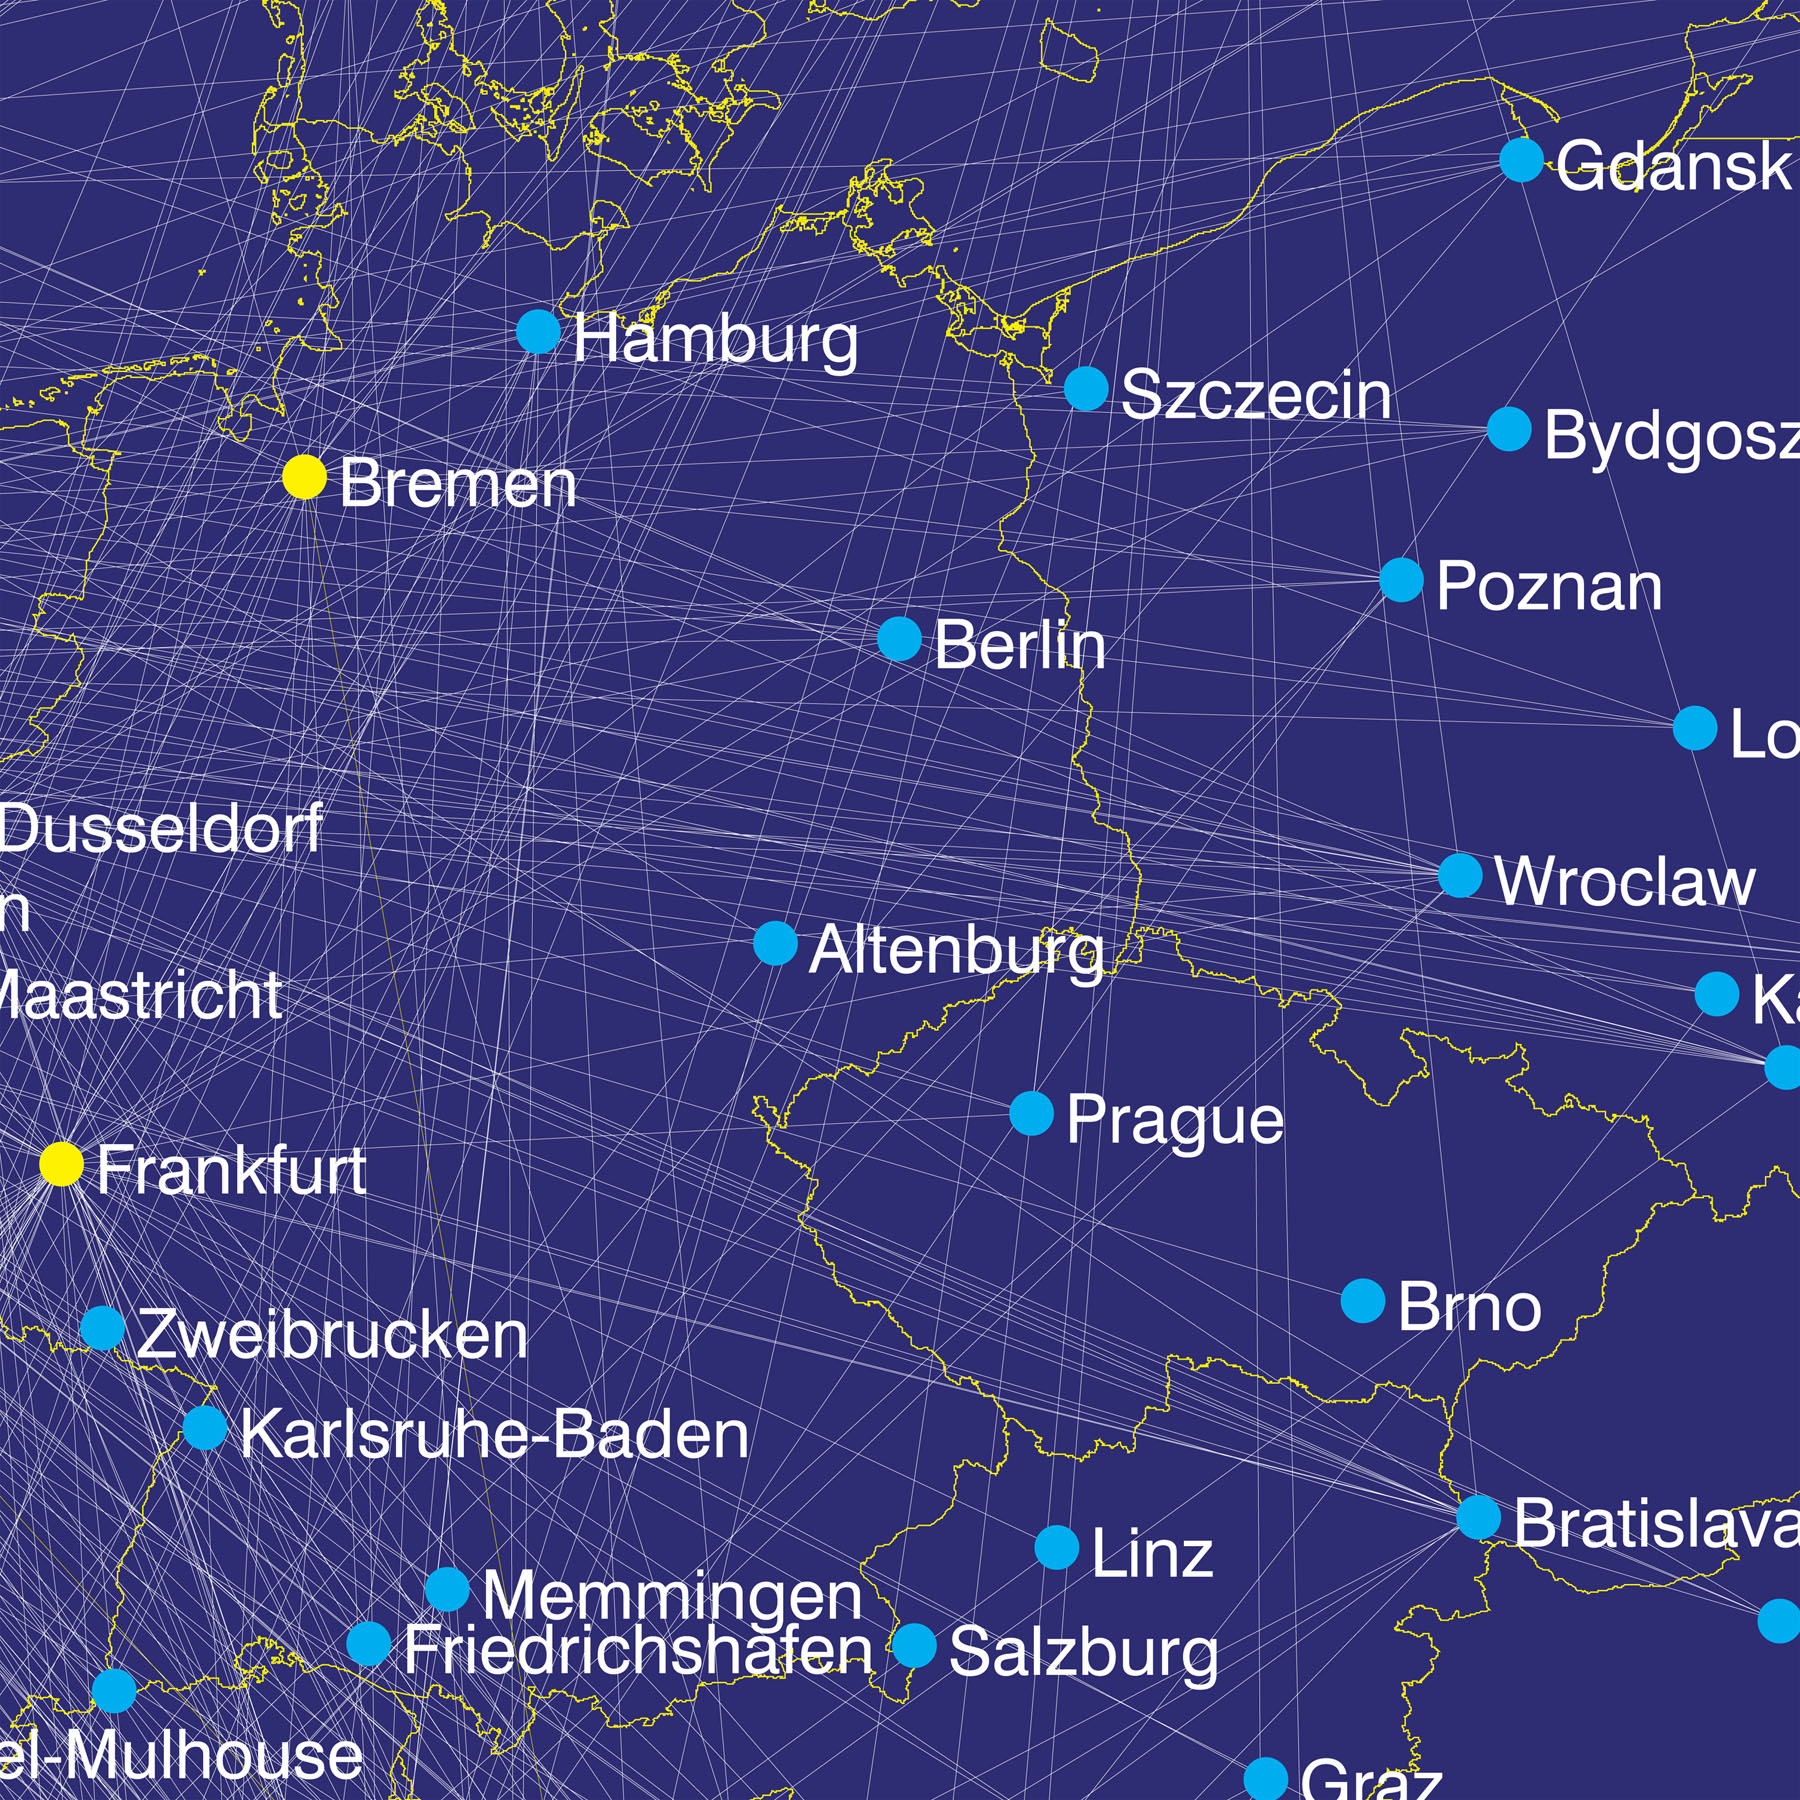 Gdansk
Hamburg
Szczecin
Bydgosz
Bremen
Poznan
Berlin
Lo
Dusseldorf
Wroclaw
n
Altenburg
Maastricht
Ka
Prague
Frankfurt
Brno
Zweibrucken
Karlsruhe-Baden
Bratislava
Linz
Memmingen
Friedrichshafen
Salzburg
el-Mulhouse
Graz